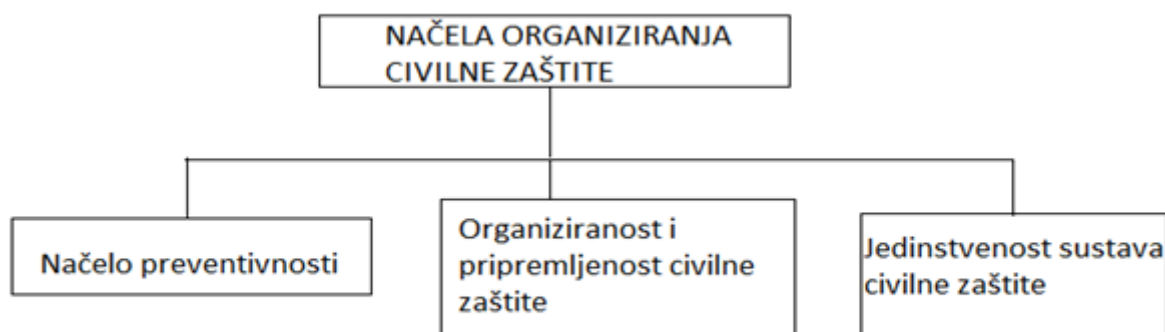 NAČELA ORGANIZIRANJA
CIVILNE ZAŠTITE
Načelo preventivnosti
Organiziranost i
pripremljenost civilne
zaštite
Jedinstvenost sustava
civilne zaštite